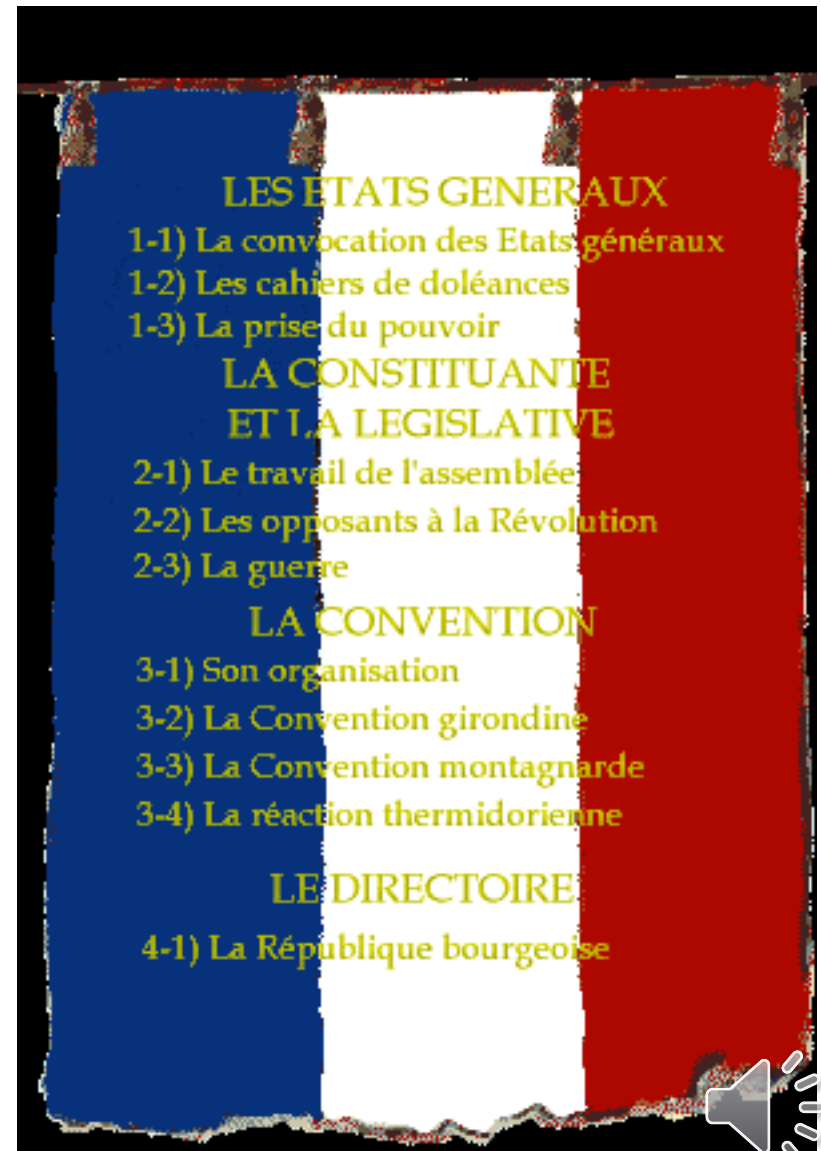 LES ETATS GENERAUX
1-1) La convocation des Etats généraux
1-2) Les cahiers de doléances
1-3) La prise du pouvoir
LA CONSTITUANTE
ET LA LEGISLATIVE
2-1) Le travail de l'assemblée
2-2) Les opposants à la Révolution
2-3) La guerre
LA CONVENTION
3-1) Son organisation
3-2) La Convention girondine
3-3) La Convention montagnarde
3-4) La réaction thermidorienne
LE DIRECTOIRE
4-1) La République bourgeoise